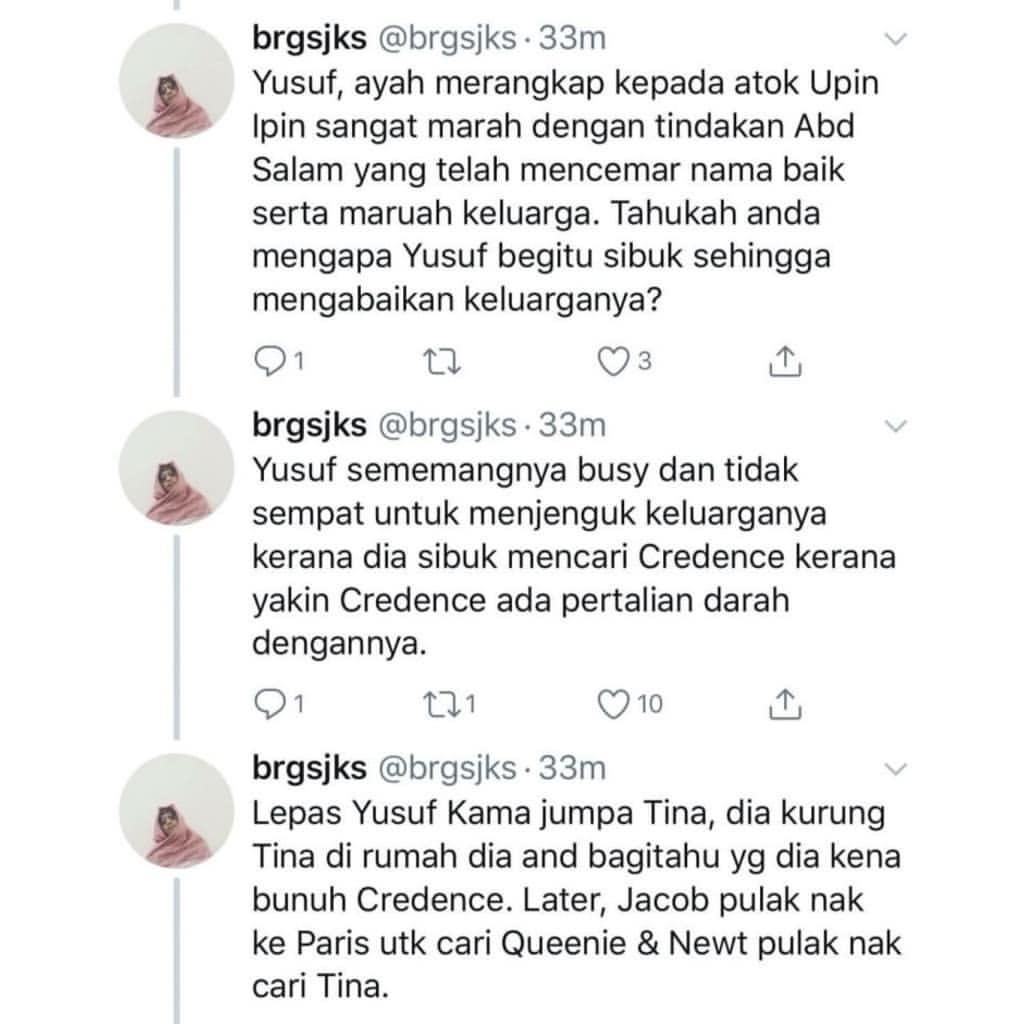 brgsjks @brgsjks · 33m
Yusuf, ayah merangkap kepada atok Upin
Ipin sangat marah dengan tindakan Abd
Salam yang telah mencemar nama baik
serta maruah keluarga. Tahukah anda
mengapa Yusuf begitu sibuk sehingga
mengabaikan keluarganya?
1 3
brgsjks @brgsjks · 33m
Yusuf sememangnya busy dan tidak
sempat untuk menjenguk keluarganya
kerana dia sibuk mencari Credence kerana
yakin Credence ada pertalian darah
dengannya.
1 1 10
brgsjks @brgsjks · 33m
Lepas Yusuf Kama jumpa Tina, dia kurung
Tina di rumah dia and bagitahu yg dia kena
bunuh Credence. Later, Jacob pulak nak
ke Paris utk cari Queenie & Newt pulak nak
cari Tina.